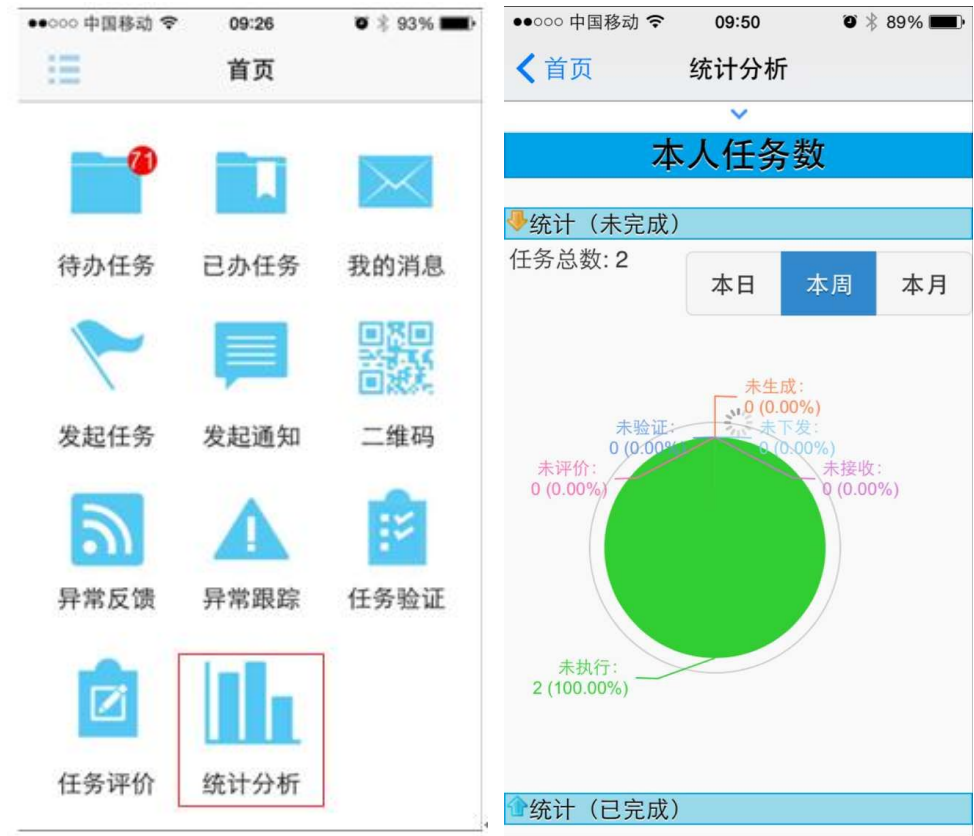 中国移动 09:26 93%
首页
71
待办任务 已办任务 我的消息
发起任务 发起通知 二维码
异常反馈 异常跟踪 任务验证
任务评价 统计分析
中国移动 09:50 89%
首页 统计分析
本人任务数
统计（未完成）
任务总数: 2
本日 本周 本月
未生成:
0 (0.00%)
未验证:
0 (0.00%)
未下发:
0 (0.00%)
未评价:
0 (0.00%)
未接收:
0 (0.00%)
未执行:
2 (100.00%)
统计（已完成）